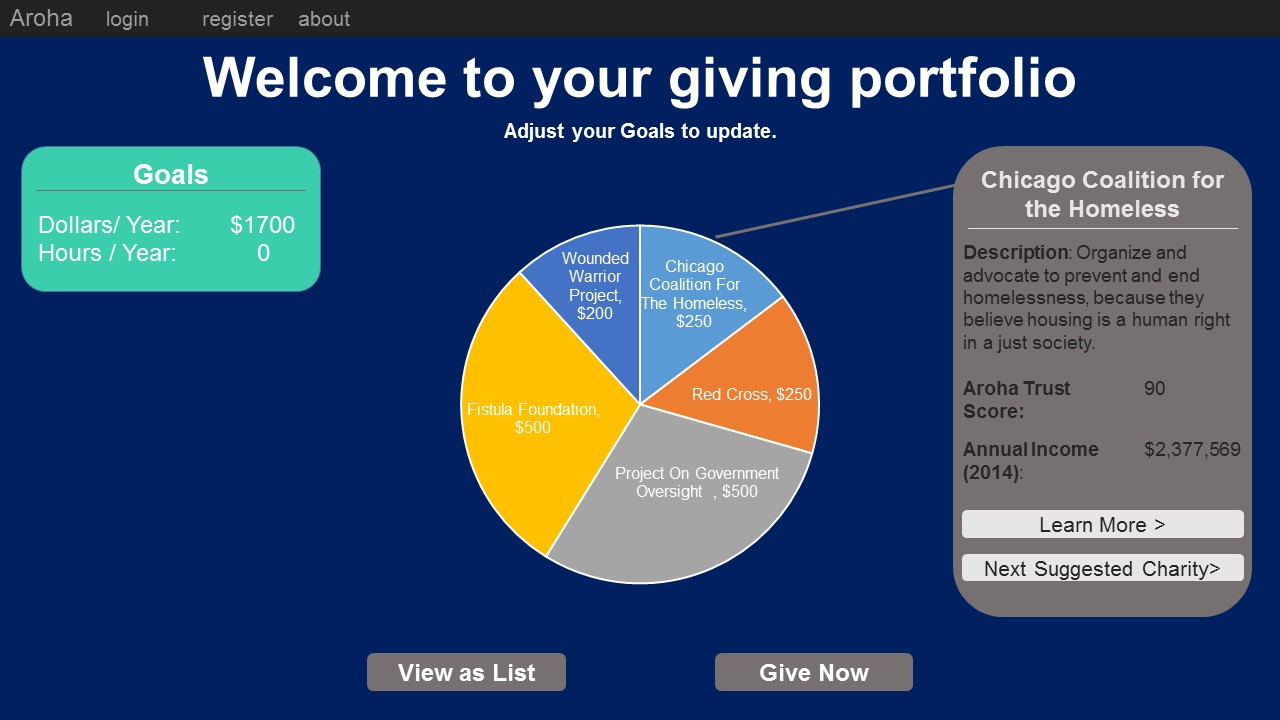 Aroha login register about
Welcome to your giving portfolio
Adjust your Goals to update.
Goals
Dollars/ Year: $1700
Hours / Year: 0
Wounded
Warrior
Project,
$200
Chicago
Coalition For
The Homeless,
$250
Red Cross, $250
Fistula Foundation,
$500
Project On Government
Oversight , $500
Chicago Coalition for
the Homeless
Description: Organize and
advocate to prevent and end
homelessness, because they
believe housing is a human right
in a just society.
Aroha Trust 90
Score:
Annual Income $2,377,569
(2014):
Learn More >
Next Suggested Charity>
View as List
Give Now